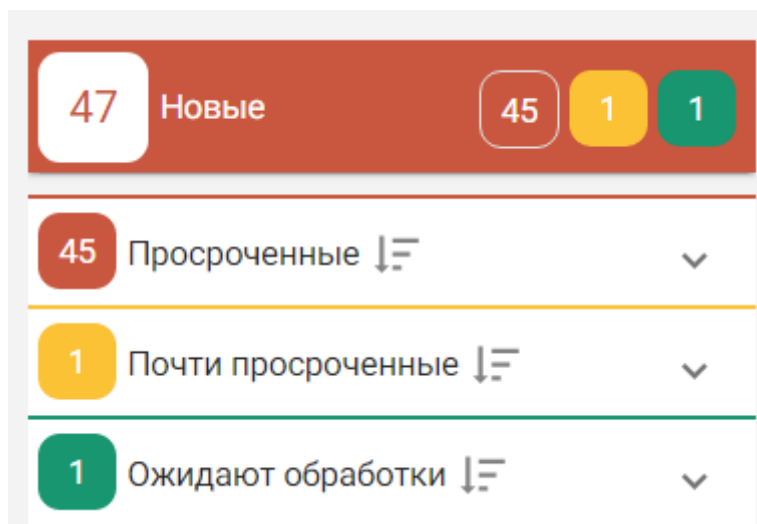 47 Новые 45 1 1
45 Просроченные
1 Почти просроченные
1 Ожидают обработки